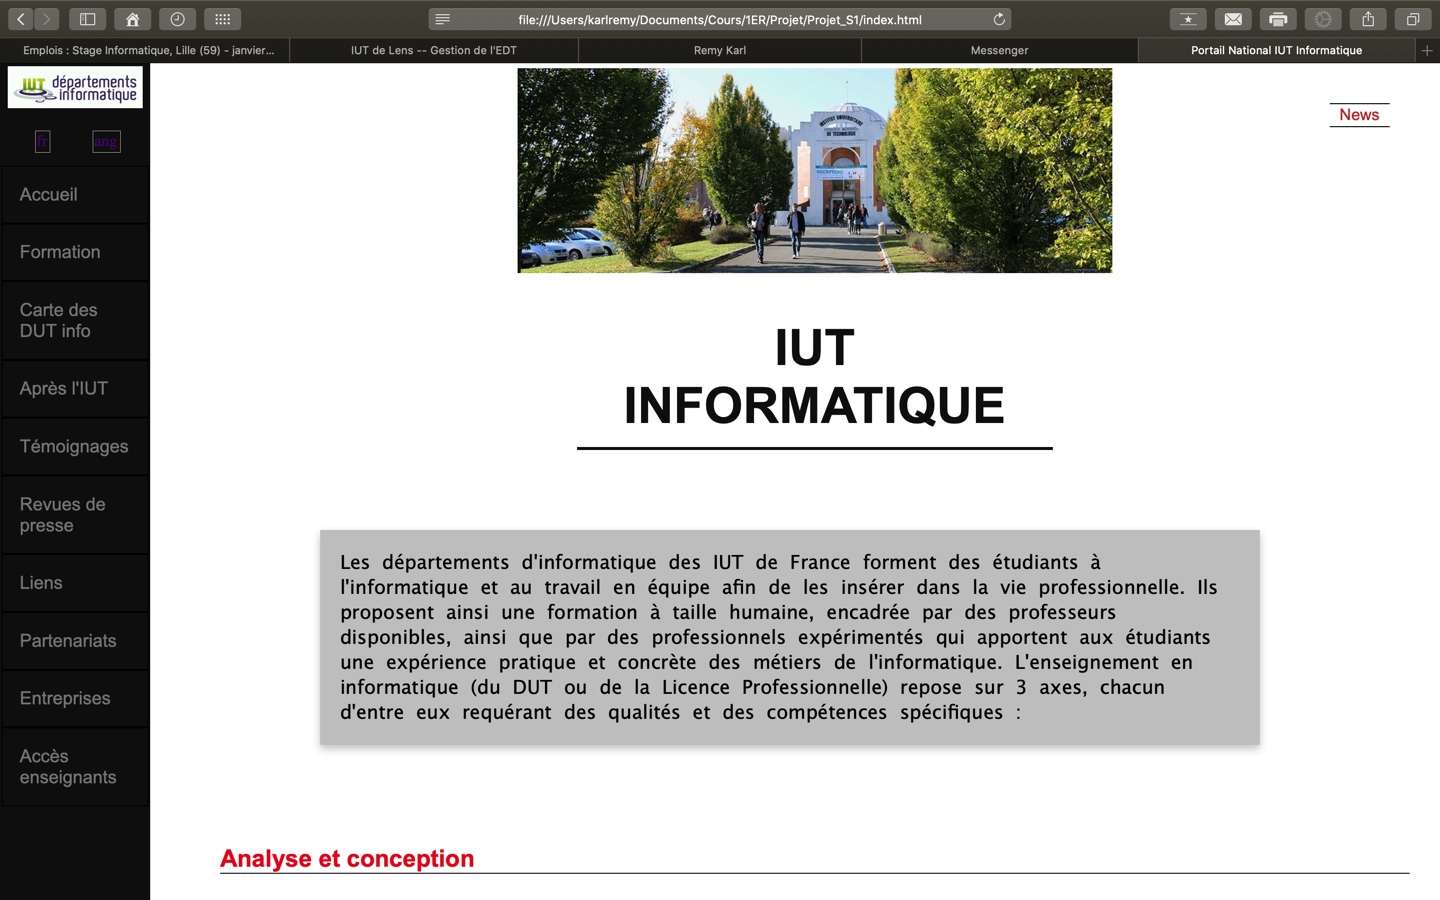 file:///Users/karlremy/Documents/Cours/1ER/Projet/Projet_S1/index.html
Emplois : Stage Informatique, Lille (59) - janvier...
IUT de Lens -- Gestion de l'EDT
Remy Karl
Messenger
Portail National IUT Informatique
IUT départements
informatique
fr
ang
Accueil
Formation
Carte des
DUT info
Après l'IUT
Témoignages
Revues de
presse
Liens
Partenariats
Entreprises
Accès
enseignants
INSTITUT UNIVERSITAIRE
DE TECHNOLOGIE
News
IUT
INFORMATIQUE
Les départements d'informatique des IUT de France forment des étudiants à
l'informatique et au travail en équipe afin de les insérer dans la vie professionnelle. Ils
proposent ainsi une formation à taille humaine, encadrée par des professeurs
disponibles, ainsi que par des professionnels expérimentés qui apportent aux étudiants
une expérience pratique et concrète des métiers de l'informatique. L'enseignement en
informatique (du DUT ou de la Licence Professionnelle) repose sur 3 axes, chacun
d'entre eux requérant des qualités et des compétences spécifiques :
Analyse et conception